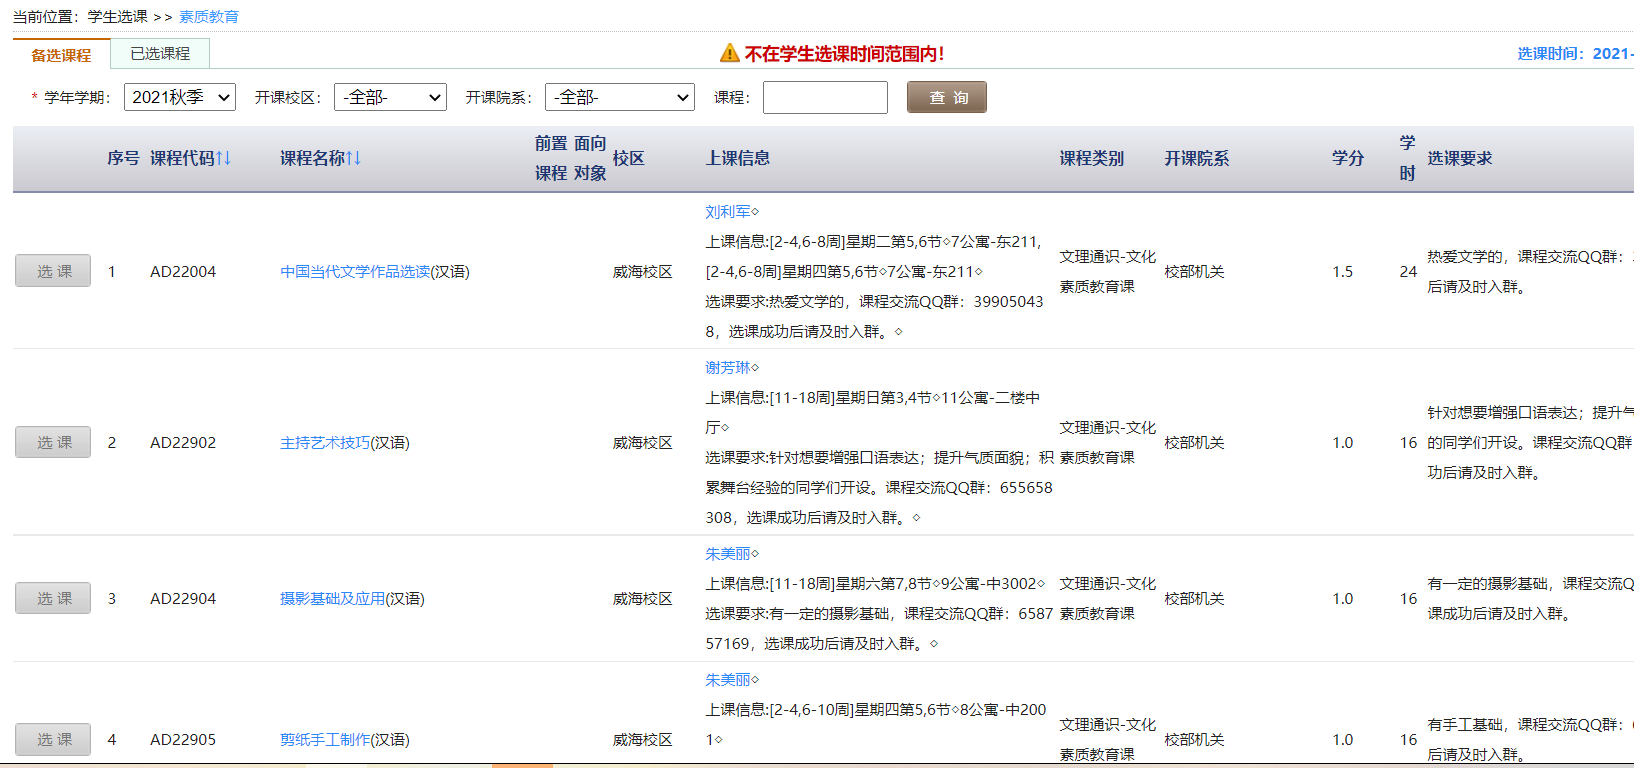 当前位置：学生选课 >> 素质教育
备选课程 已选课程 不在学生选课时间范围内！ 选课时间：2021-
* 学年学期： 2021秋季 开课校区： -全部- 开课院系： -全部- 课程： 查 询
序号 课程代码↑↓ 课程名称↑↓ 前置课程 面向对象 校区 上课信息 课程类别 开课院系 学分 学时 选课要求
选 课 1 AD22004 中国当代文学作品选读(汉语) 威海校区
刘利军◇
上课信息:[2-4,6-8周]星期二第5,6节◇7公寓-东211,
[2-4,6-8周]星期四第5,6节◇7公寓-东211◇
选课要求:热爱文学的，课程交流QQ群：39905043
8，选课成功后请及时入群。◇
文理通识-文化
素质教育课
校部机关 1.5 24
热爱文学的，课程交流QQ群：
后请及时入群。
选 课 2 AD22902 主持艺术技巧(汉语) 威海校区
谢芳琳◇
上课信息:[11-18周]星期日第3,4节◇11公寓-二楼中
厅◇
选课要求:针对想要增强口语表达；提升气质面貌；积
累舞台经验的同学们开设。课程交流QQ群：655658
308，选课成功后请及时入群。◇
文理通识-文化
素质教育课
校部机关 1.0 16
针对想要增强口语表达；提升气
的同学们开设。课程交流QQ群
功后请及时入群。
选 课 3 AD22904 摄影基础及应用(汉语) 威海校区
朱美丽◇
上课信息:[11-18周]星期六第7,8节◇9公寓-中3002◇
选课要求:有一定的摄影基础，课程交流QQ群：6587
57169，选课成功后请及时入群。◇
文理通识-文化
素质教育课
校部机关 1.0 16
有一定的摄影基础，课程交流Q
课成功后请及时入群。
选 课 4 AD22905 剪纸手工制作(汉语) 威海校区
朱美丽◇
上课信息:[2-4,6-10周]星期四第5,6节◇8公寓-中200
1◇
文理通识-文化
素质教育课
校部机关 1.0 16
有手工基础，课程交流QQ群：
后请及时入群。